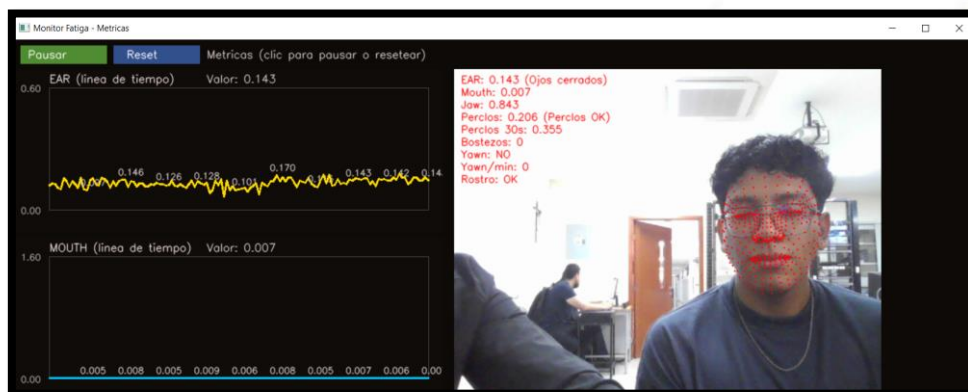 Monitor Fatiga - Metricas
Pausar Reset Metricas (clic para pausar o resetear)
EAR (linea de tiempo) Valor: 0.143
0.60
0.146 0.126 0.128 0.101 0.170 0.143 0.142 0.14
0.00
MOUTH (linea de tiempo) Valor: 0.007
1.60
0.005 0.008 0.005 0.009 0.006 0.008 0.005 0.007 0.006 0.00
0.00
EAR: 0.143 (Ojos cerrados)
Mouth: 0.007
Jaw: 0.843
Perclos: 0.206 (Perclos OK)
Perclos 30s: 0.355
Bostezos: 0
Yawn: NO
Yawn/min: 0
Rostro: OK